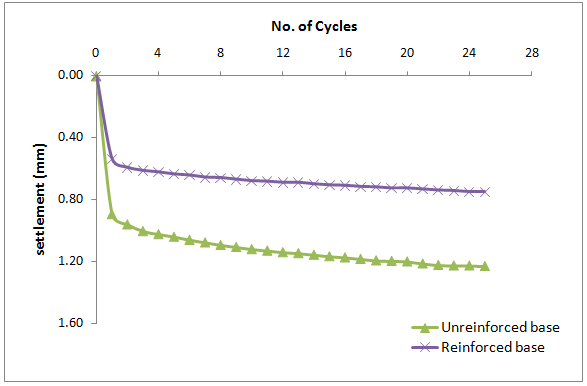 No. of Cycles
0 4 8 12 16 20 24 28
0.00
0.40
0.80
1.20
1.60
settlement (mm)
Unreinforced base
Reinforced base